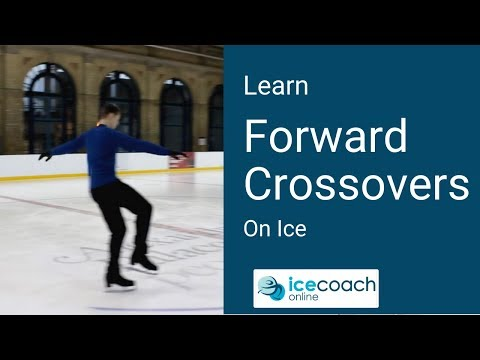 Learn
Forward
Crossovers
On Ice
icecoach
online